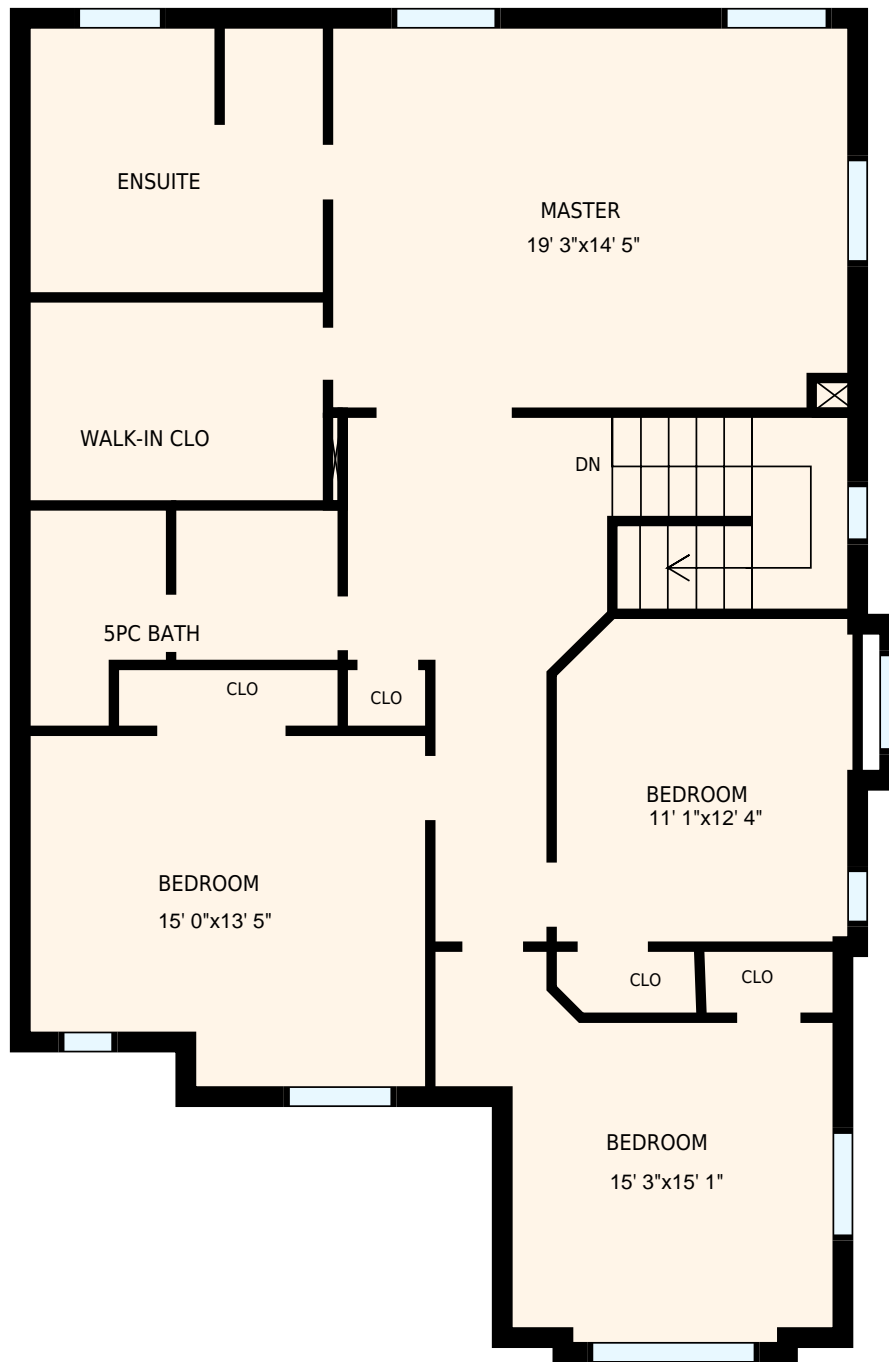 ENSUITE
MASTER
19' 3"x14' 5"
WALK-IN CLO
DN
5PC BATH
CLO
CLO
BEDROOM
11' 1"x12' 4"
BEDROOM
15' 0"x13' 5"
CLO
CLO
BEDROOM
15' 3"x15' 1"